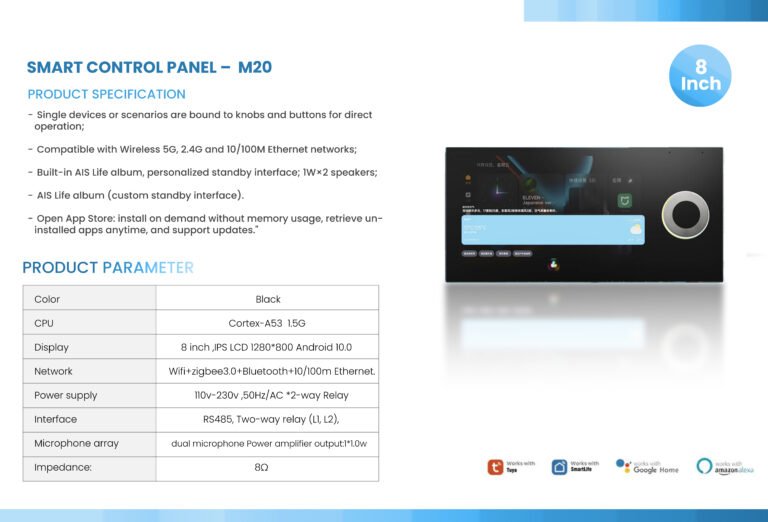 8
Inch
SMART CONTROL PANEL – M20
PRODUCT SPECIFICATION
- Single devices or scenarios are bound to knobs and buttons for direct
operation;
- Compatible with Wireless 5G, 2.4G and 10/100M Ethernet networks;
- Built-in AIS Life album, personalized standby interface; 1W×2 speakers;
- AIS Life album (custom standby interface).
- Open App Store: install on demand without memory usage, retrieve un-
installed apps anytime, and support updates."
ELEVEN-
Japanese ver.
PRODUCT PARAMETER
Color Black
CPU Cortex-A53 1.5G
Display 8 inch ,IPS LCD 1280*800 Android 10.0
Network Wifi+zigbee3.0+Bluetooth+10/100m Ethernet.
Power supply 110v-230v ,50Hz/AC *2-way Relay
Interface RS485, Two-way relay (L1, L2),
Microphone array dual microphone Power amplifier output:1*1.0w
Impedance: 8Ω
Works with
Tuya
Works with
SmartLife
works with
Google Home
works with
amazon alexa